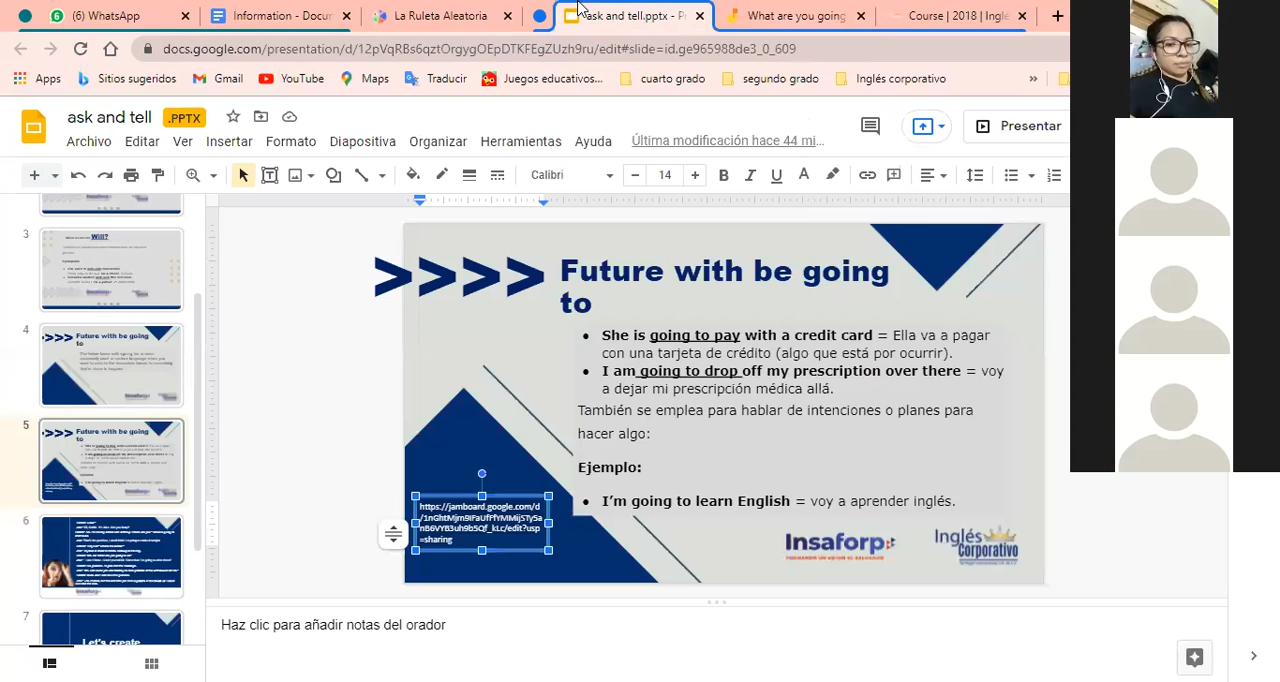 (6) WhatsApp
Information - Docum
La Ruleta Aleatoria
ask and tell.pptx - P
What are you going
Course | 2018 | Inglé
docs.google.com/presentation/d/12pVqRBs6qztOrgygOEpDTKFEgZUzh9ru/edit#slide=id.ge965988de3_0_609
Apps
Sitios sugeridos
Gmail
YouTube
Maps
Traducir
Juegos educativos...
cuarto grado
segundo grado
Inglés corporativo
ask and tell .PPTX
Archivo Editar Ver Insertar Formato Diapositiva Organizar Herramientas Ayuda Última modificación hace 44 mi...
Presentar
Calibri
14
3
Will?
4
Future with be going
to
5
Future with be going
to
6
7
Let's create
>>>> Future with be going
to
• She is going to pay with a credit card = Ella va a pagar
con una tarjeta de crédito (algo que está por ocurrir).
• I am going to drop off my prescription over there = voy
a dejar mi prescripción médica allá.
También se emplea para hablar de intenciones o planes para
hacer algo:
Ejemplo:
• I'm going to learn English = voy a aprender inglés.
https://jamboard.google.com/d
=sharing
Insaforp
Inglés
Corporativo
Haz clic para añadir notas del orador